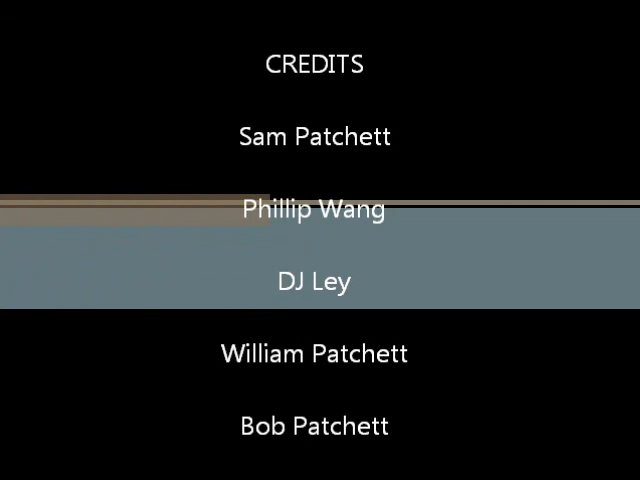 CREDITS
Sam Patchett
Phillip Wang
DJ Ley
William Patchett
Bob Patchett